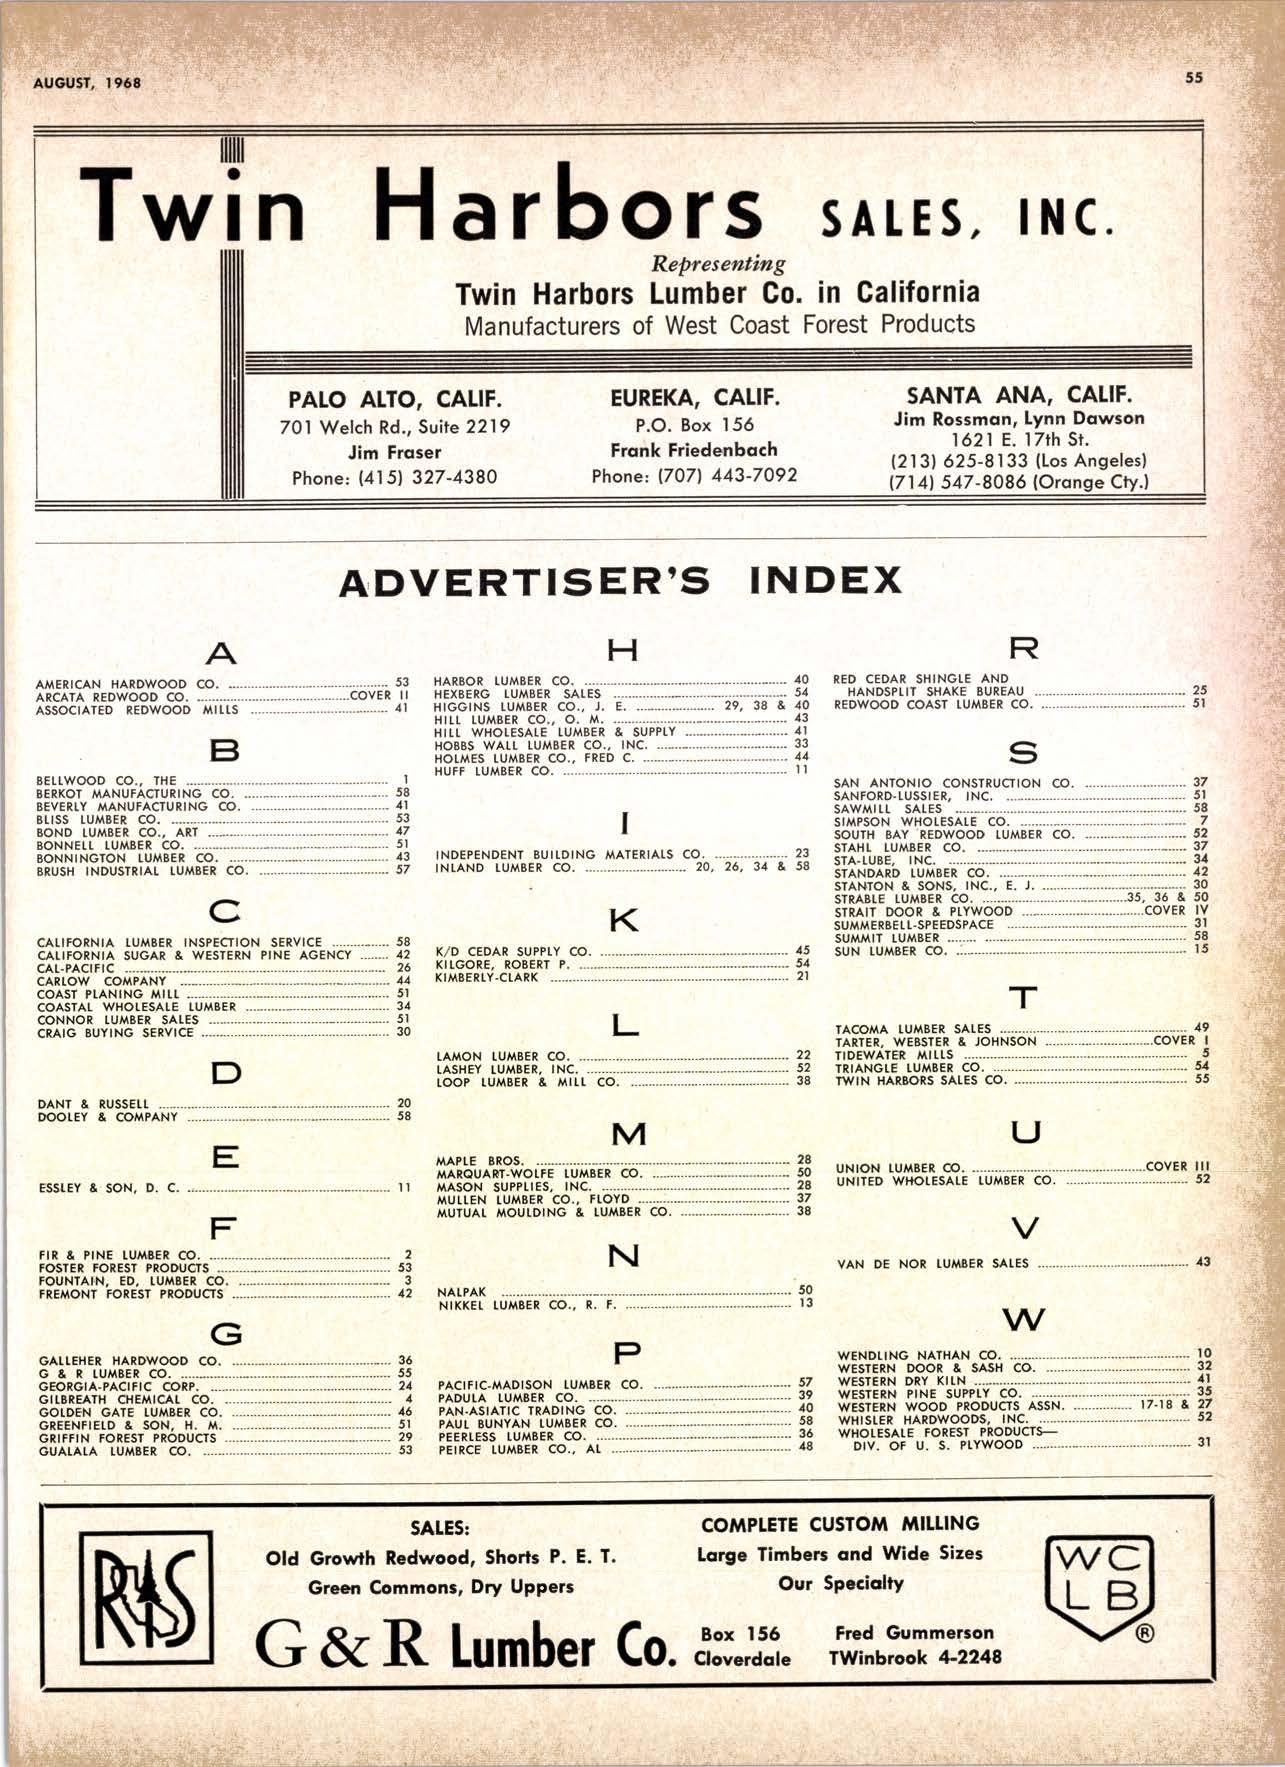 AUGUST, 1968
55
Twin Harbors SALES, INC.
Representing
Twin Harbors Lumber Co. in California
Manufacturers of West Coast Forest Products
PALO ALTO, CALIF.
701 Welch Rd., Suite 2219
Jim Fraser
Phone: (415) 327-4380
EUREKA, CALIF.
P.O. Box 156
Frank Friedenbach
Phone: (707) 443-7092
SANTA ANA, CALIF.
Jim Rossman, Lynn Dawson
1621 E. 17th St.
(213) 625-8133 (Los Angeles)
(714) 547-8086 (Orange Cty.)
ADVERTISER'S INDEX
A
AMERICAN HARDWOOD CO. 53
ARCATA REDWOOD CO. COVER II
ASSOCIATED REDWOOD MILLS 41
B
BELLWOOD CO., THE 1
BERKOT MANUFACTURING CO. 58
BEVERLY MANUFACTURING CO. 41
BLISS LUMBER CO. 53
BOND LUMBER CO., ART 47
BONNELL LUMBER CO. 51
BONNINGTON LUMBER CO. 43
BRUSH INDUSTRIAL LUMBER CO. 57
C
CALIFORNIA LUMBER INSPECTION SERVICE 58
CALIFORNIA SUGAR & WESTERN PINE AGENCY 42
CAL-PACIFIC 26
CARLOW COMPANY 44
COAST PLANING MILL 51
COASTAL WHOLESALE LUMBER 34
CONNOR LUMBER SALES 51
CRAIG BUYING SERVICE 30
D
DANT & RUSSELL 20
DOOLEY & COMPANY 58
E
ESSLEY & SON, D. C. 11
F
FIR & PINE LUMBER CO. 2
FOSTER FOREST PRODUCTS 53
FOUNTAIN, ED, LUMBER CO. 3
FREMONT FOREST PRODUCTS 42
G
GALLEHER HARDWOOD CO. 36
G & R LUMBER CO. 55
GEORGIA-PACIFIC CORP. 24
GILBREATH CHEMICAL CO. 4
GOLDEN GATE LUMBER CO. 46
GREENFIELD & SON, H. M. 51
GRIFFIN FOREST PRODUCTS 29
GUALALA LUMBER CO. 53
H
HARBOR LUMBER CO. 40
HEXBERG LUMBER SALES 54
HIGGINS LUMBER CO., J. E. 29, 38 & 40
HILL LUMBER CO., O. M. 43
HILL WHOLESALE LUMBER & SUPPLY 41
HOBBS WALL LUMBER CO., INC. 33
HOLMES LUMBER CO., FRED C. 44
HUFF LUMBER CO. 11
I
INDEPENDENT BUILDING MATERIALS CO. 23
INLAND LUMBER CO. 20, 26, 34 & 58
K
K/D CEDAR SUPPLY CO. 45
KILGORE, ROBERT P. 54
KIMBERLY-CLARK 21
L
LAMON LUMBER CO. 22
LASHEY LUMBER, INC. 52
LOOP LUMBER & MILL CO. 38
M
MAPLE BROS. 28
MARQUART-WOLFE LUMBER CO. 50
MASON SUPPLIES, INC. 28
MULLEN LUMBER CO., FLOYD 37
MUTUAL MOULDING & LUMBER CO. 38
N
NALPAK 50
NIKKEL LUMBER CO., R. F. 13
P
PACIFIC-MADISON LUMBER CO. 57
PADULA LUMBER CO. 39
PAN-ASIATIC TRADING CO. 40
PAUL BUNYAN LUMBER CO. 58
PEERLESS LUMBER CO. 36
PEIRCE LUMBER CO., AL 48
R
RED CEDAR SHINGLE AND
HANDSPLIT SHAKE BUREAU 25
REDWOOD COAST LUMBER CO. 51
S
SAN ANTONIO CONSTRUCTION CO. 37
SANFORD-LUSSIER, INC. 51
SAWMILL SALES 58
SIMPSON WHOLESALE CO. 7
SOUTH BAY REDWOOD LUMBER CO. 52
STAHL LUMBER CO. 37
STA-LUBE, INC. 34
STANDARD LUMBER CO. 42
STANTON & SONS, INC., E. J. 30
STRABLE LUMBER CO. 35, 36 & 50
STRAIT DOOR & PLYWOOD COVER IV
SUMMERBELL-SPEEDSPACE 31
SUMMIT LUMBER 58
SUN LUMBER CO. 15
T
TACOMA LUMBER SALES 49
TARTER, WEBSTER & JOHNSON COVER I
TIDEWATER MILLS 5
TRIANGLE LUMBER CO. 54
TWIN HARBORS SALES CO. 55
U
UNION LUMBER CO. COVER III
UNITED WHOLESALE LUMBER CO. 52
V
VAN DE NOR LUMBER SALES 43
W
WENDLING NATHAN CO. 10
WESTERN DOOR & SASH CO. 32
WESTERN DRY KILN 41
WESTERN PINE SUPPLY CO. 35
WESTERN WOOD PRODUCTS ASSN. 17-18 & 27
WHISLER HARDWOODS, INC. 52
WHOLESALE FOREST PRODUCTS—
DIV. OF U. S. PLYWOOD 31
RIS
SALES:
Old Growth Redwood, Shorts P. E. T.
Green Commons, Dry Uppers
COMPLETE CUSTOM MILLING
Large Timbers and Wide Sizes
Our Specialty
G & R Lumber Co.
Box 156
Cloverdale
Fred Gummerson
TWinbrook 4-2248
WC
LB
®